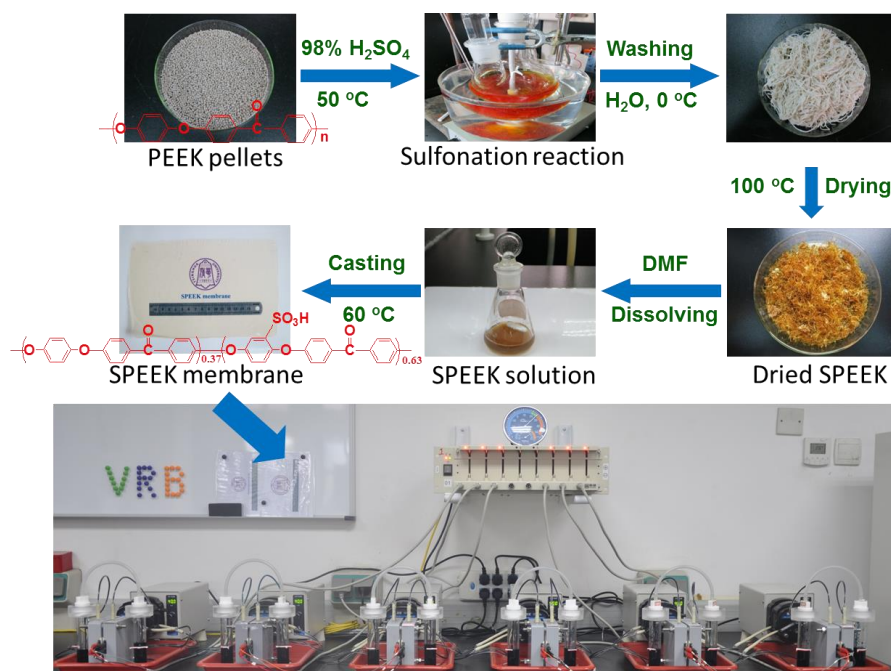 98% H₂SO₄
50 °C
Washing
H₂O, 0 °C
O
O
O
C
n
PEEK pellets
Sulfonation reaction
100 °C
Drying
Casting
60 °C
DMF
Dissolving
SPEEK membrane
SO₃H
O
O
O
O
C
0.37
O
O
C
0.63
SPEEK membrane
SPEEK solution
Dried SPEEK
VRB